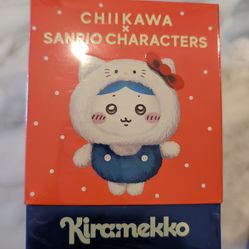 CHIIKAWA
×
SANRIO CHARACTERS
Kiramekko